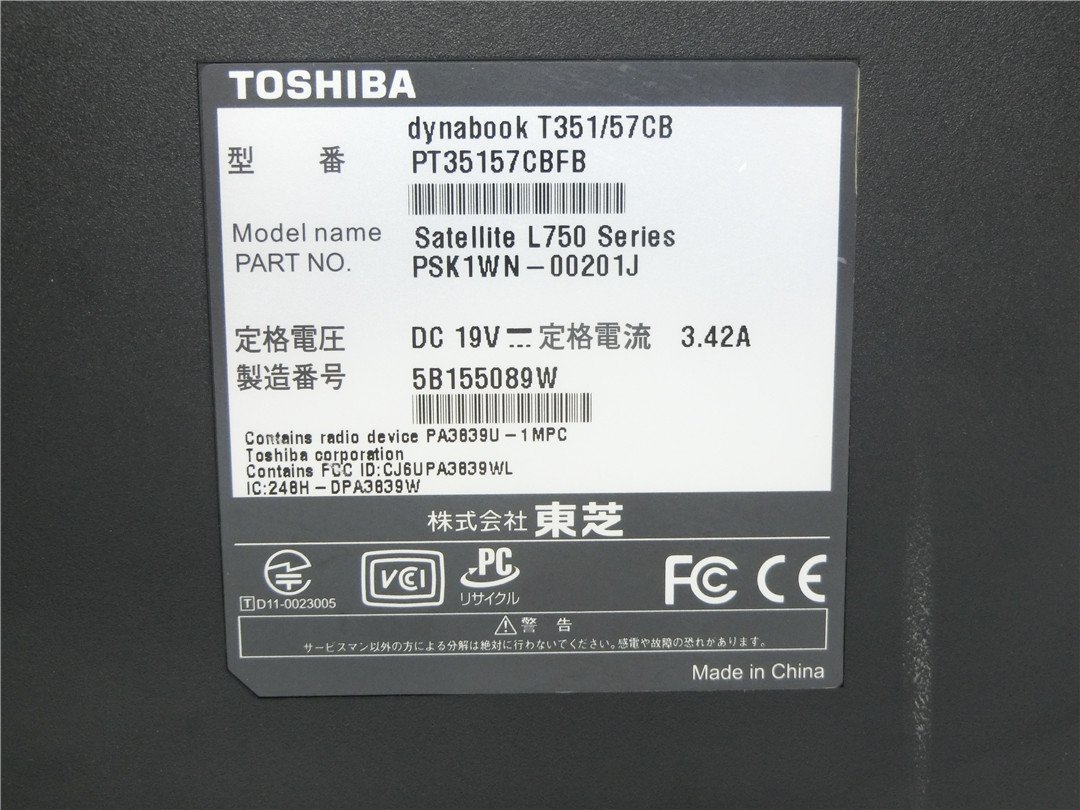 TOSHIBA
dynabook T351/57CB
型 番 PT35157CBFB
Model name Satellite L750 Series
PART NO. PSK1WN-00201J
定格電圧 DC 19V 定格電流 3.42A
製造番号 5B155089W
Contains radio device PA3839U-1MPC
Toshiba corporation
Contains FCC ID:CJ6UPA3839WL
IC:248H-DPA3839W
株式会社 東芝
T D11-0023005 VCCI PC リサイクル FC CE
警 告
サービスマン以外の方による分解は絶対に行わないでください。感電や故障の恐れがあります。
Made in China